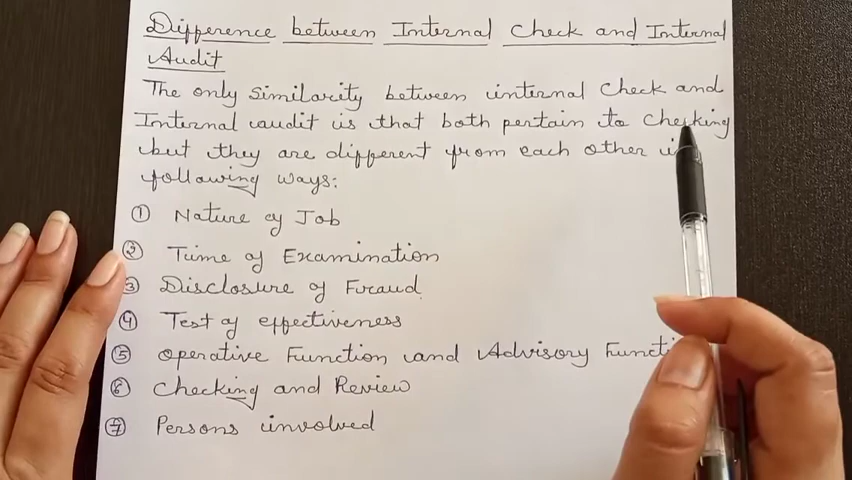 Difference between Internal Check and Internal
Audit
The only similarity between internal check and
Internal audit is that both pertain to checking
but they are different from each other
following ways:
① Nature of Job
② Time of Examination
③ Disclosure of Fraud
④ Test of effectiveness
⑤ Operative Function and Advisory
⑥ Checking and Review
⑦ Persons involved